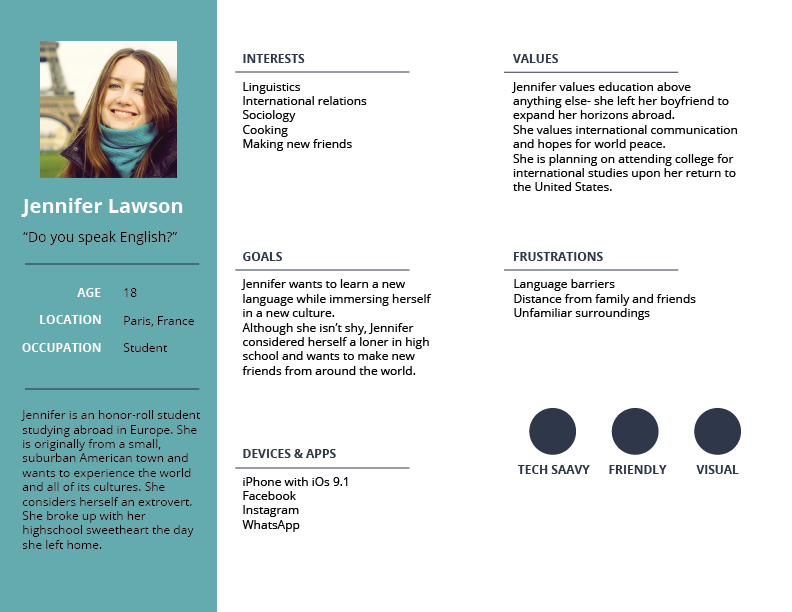 Jennifer Lawson
“Do you speak English?”
AGE 18
LOCATION Paris, France
OCCUPATION Student
Jennifer is an honor-roll student
studying abroad in Europe. She
is originally from a small,
suburban American town and
wants to experience the world
and all of its cultures. She
considers herself an extrovert.
She broke up with her
highschool sweetheart the day
she left home.
INTERESTS
Linguistics
International relations
Sociology
Cooking
Making new friends
VALUES
Jennifer values education above
anything else- she left her boyfriend to
expand her horizons abroad.
She values international communication
and hopes for world peace.
She is planning on attending college for
international studies upon her return to
the United States.
GOALS
Jennifer wants to learn a new
language while immersing herself
in a new culture.
Although she isn’t shy, Jennifer
considered herself a loner in high
school and wants to make new
friends from around the world.
FRUSTRATIONS
Language barriers
Distance from family and friends
Unfamiliar surroundings
DEVICES & APPS
iPhone with iOs 9.1
Facebook
Instagram
WhatsApp
TECH SAAVY FRIENDLY VISUAL